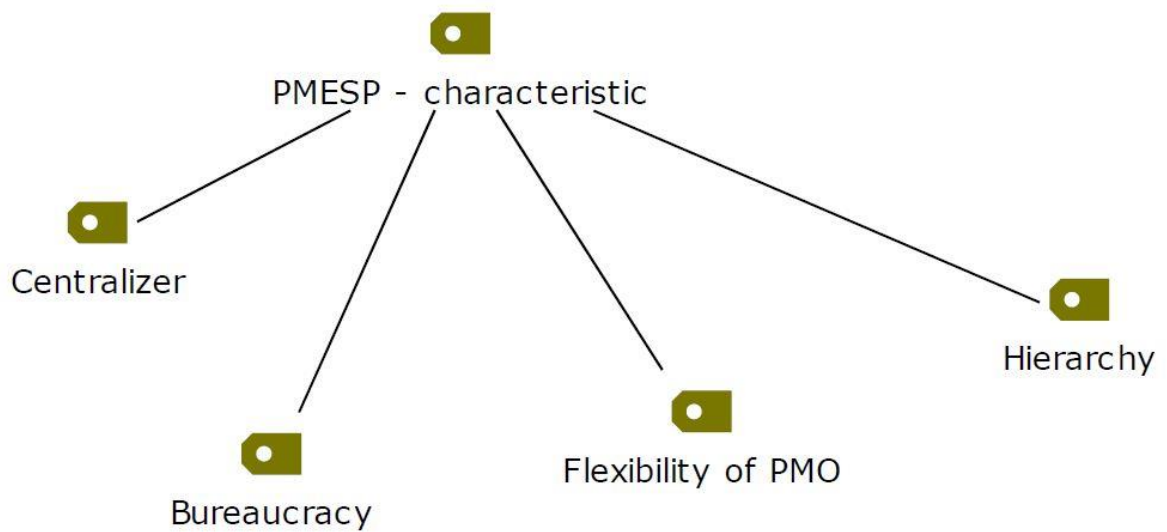 PMESP - characteristic
Centralizer
Hierarchy
Flexibility of PMO
Bureaucracy